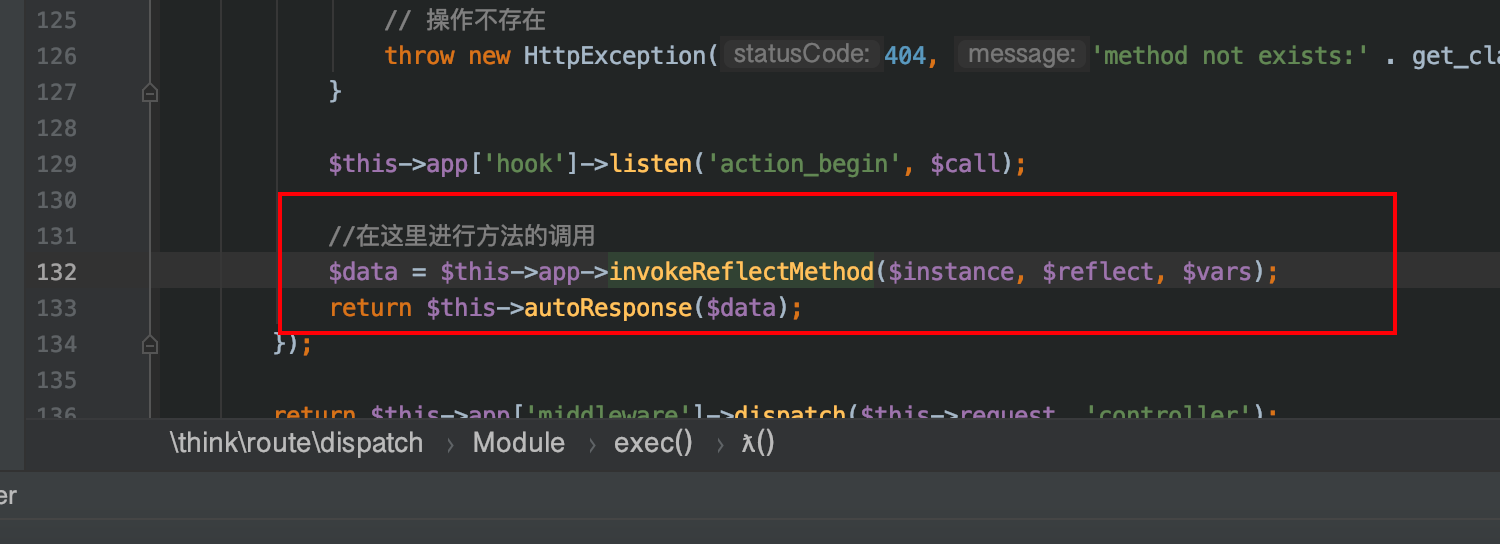 125 // 操作不存在
126 throw new HttpException( statusCode: 404, message: 'method not exists:' . get_cla
127 }
128
129 $this->app['hook']->listen('action_begin', $call);
130
131 //在这里进行方法的调用
132 $data = $this->app->invokeReflectMethod($instance, $reflect, $vars);
133 return $this->autoResponse($data);
134 });
135
136 return $this->app['middleware']->dispatch($this->request, 'controller');
\think\route\dispatch › Module › exec() › ƛ()
er